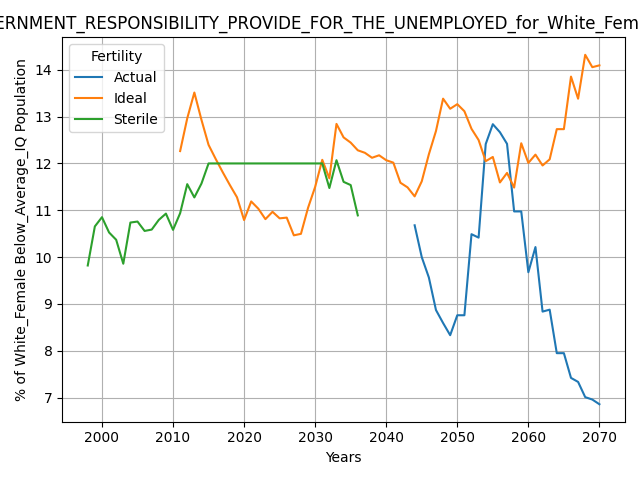 ERNMENT_RESPONSIBILITY_PROVIDE_FOR_THE_UNEMPLOYED_for_White_Fem
Fertility
Actual
Ideal
Sterile
% of White_Female Below_Average_IQ Population
14
13
12
11
10
9
8
7
2000 2010 2020 2030 2040 2050 2060 2070
Years